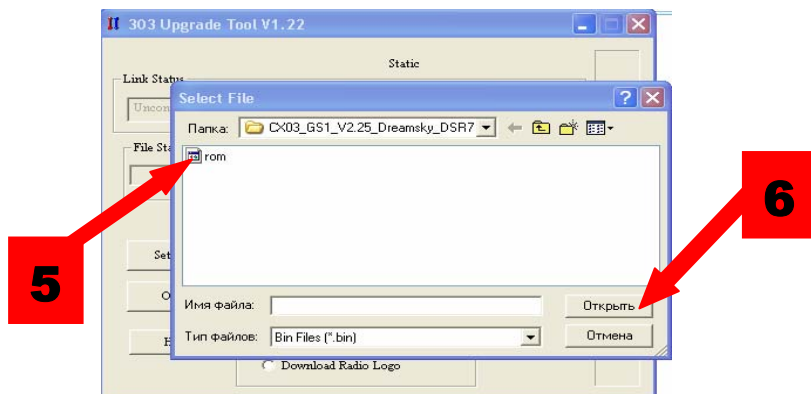 303 Upgrade Tool V1.22
Static
Link Status
Select File
Папка: CX03_GS1_V2.25_Dreamsky_DSR7
rom
5
6
Set
Имя файла:
Открыть
Тип файлов: Bin Files (*.bin)
Отмена
Download Radio Logo